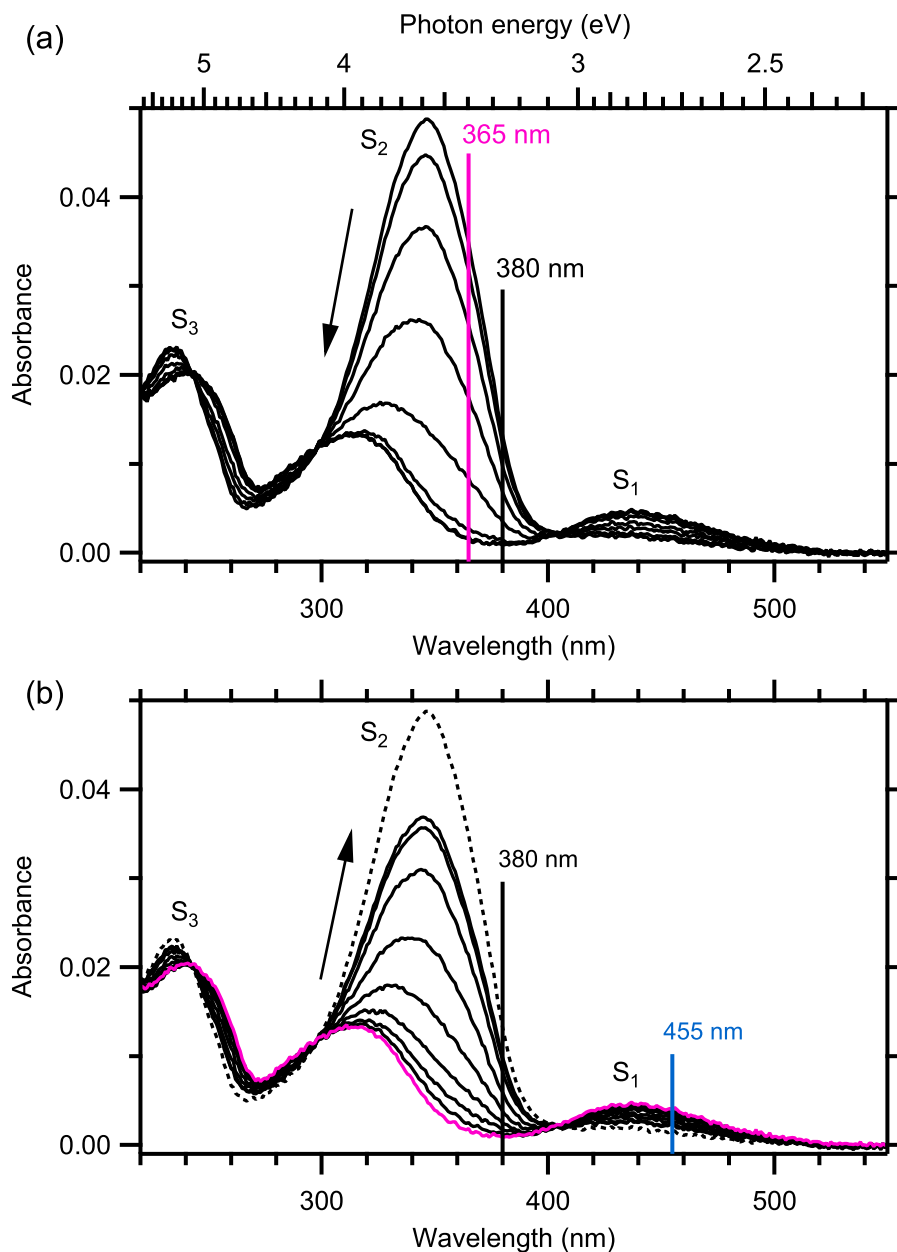 (a)
Photon energy (eV)
5 4 3 2.5
S2
365 nm
0.04
380 nm
S3
Absorbance
0.02
S1
0.00
300 400 500
Wavelength (nm)
(b)
S2
0.04
380 nm
S3
Absorbance
0.02
455 nm
S1
0.00
300 400 500
Wavelength (nm)